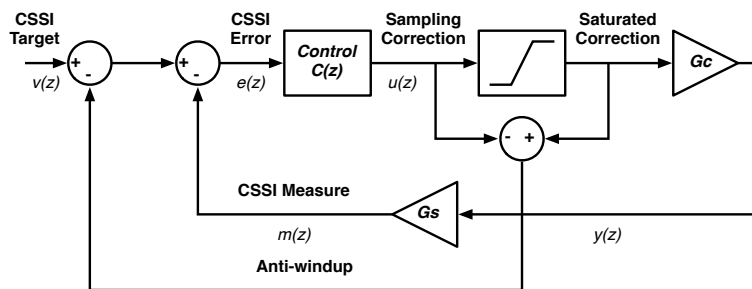 CSSI
Target
CSSI
Error
Sampling
Correction
Saturated
Correction
+
-
+
-
Control
C(z)
Gc
v(z)
e(z)
u(z)
- +
CSSI Measure
Gs
m(z)
y(z)
Anti-windup